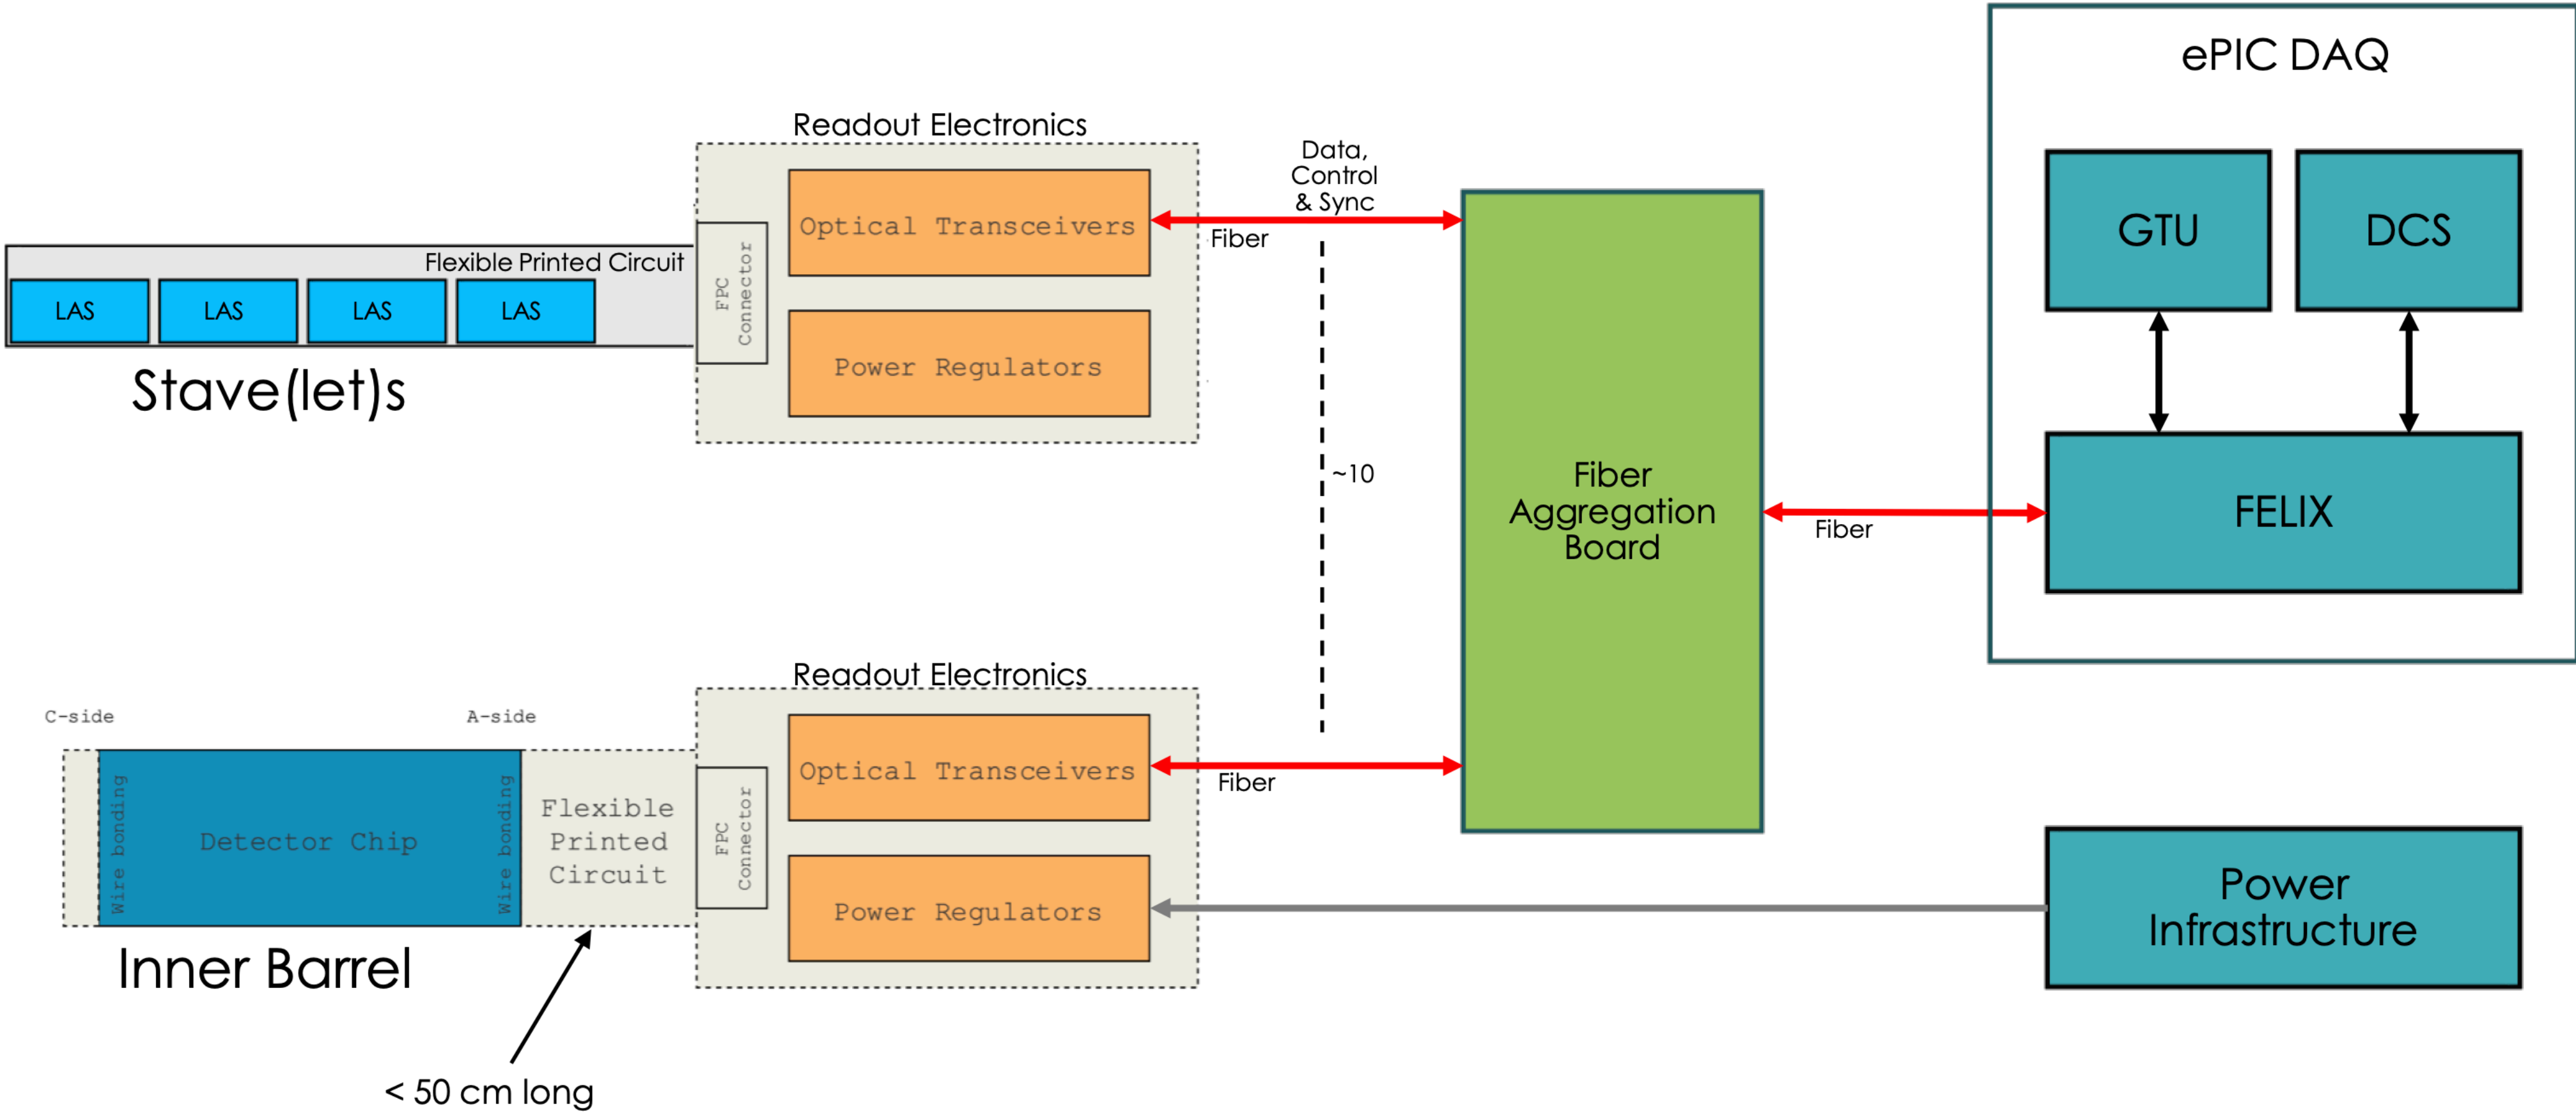 ePIC DAQ
Readout Electronics
Data,
Control
& Sync
Optical Transceivers
GTU
DCS
Fiber
Flexible Printed Circuit
FPC
Connector
LAS
LAS
LAS
LAS
Power Regulators
Stave(let)s
~10
Fiber
Aggregation
Board
FELIX
Fiber
Readout Electronics
C-side
A-side
Optical Transceivers
Fiber
Wire bonding
Detector Chip
Wire bonding
Flexible
Printed
Circuit
FPC
Connector
Power Regulators
Power
Infrastructure
Inner Barrel
< 50 cm long